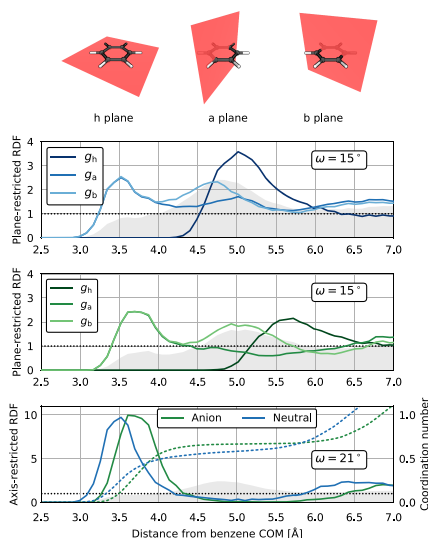 h plane a plane b plane
Plane-restricted RDF
4
3
2
1
0
g_h
g_a
g_b
ω = 15°
2.5 3.0 3.5 4.0 4.5 5.0 5.5 6.0 6.5 7.0
Plane-restricted RDF
4
3
2
1
0
g_h
g_a
g_b
ω = 15°
2.5 3.0 3.5 4.0 4.5 5.0 5.5 6.0 6.5 7.0
Axis-restricted RDF
10
5
0
Anion Neutral
ω = 21°
1.0
0.5
0.0
Coordination number
2.5 3.0 3.5 4.0 4.5 5.0 5.5 6.0 6.5 7.0
Distance from benzene COM [Å]